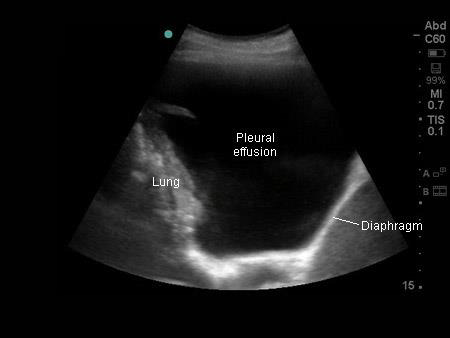 Abd
C60
99%
MI
0.7
TIS
0.1
Pleural
effusion
Lung
A
B
Diaphragm
15